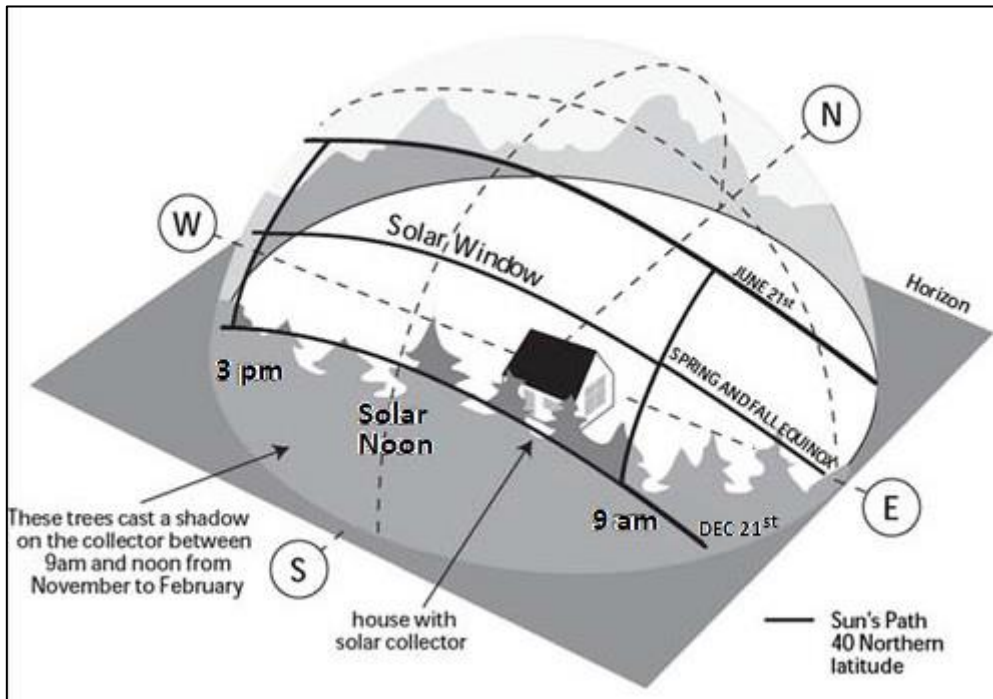 N
W
Solar Window
Horizon
JUNE 21st
SPRING AND FALL EQUINOX
3 pm
Solar
Noon
9 am
DEC 21st
E
S
These trees cast a shadow
on the collector between
9am and noon from
November to February
house with
solar collector
Sun's Path
40 Northern
latitude